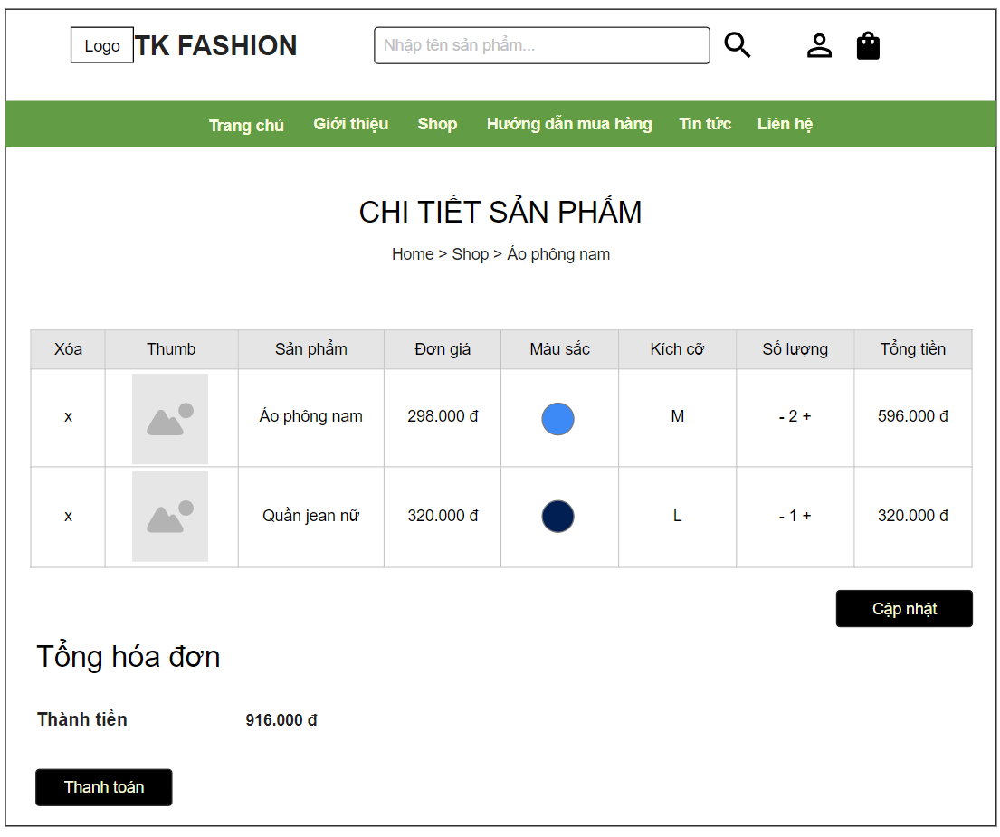 Logo TK FASHION Nhập tên sản phẩm...
Trang chủ Giới thiệu Shop Hướng dẫn mua hàng Tin tức Liên hệ
CHI TIẾT SẢN PHẨM
Home > Shop > Áo phông nam
Xóa Thumb Sản phẩm Đơn giá Màu sắc Kích cỡ Số lượng Tổng tiền
x Áo phông nam 298.000 đ M - 2 + 596.000 đ
x Quần jean nữ 320.000 đ L - 1 + 320.000 đ
Cập nhật
Tổng hóa đơn
Thành tiền 916.000 đ
Thanh toán